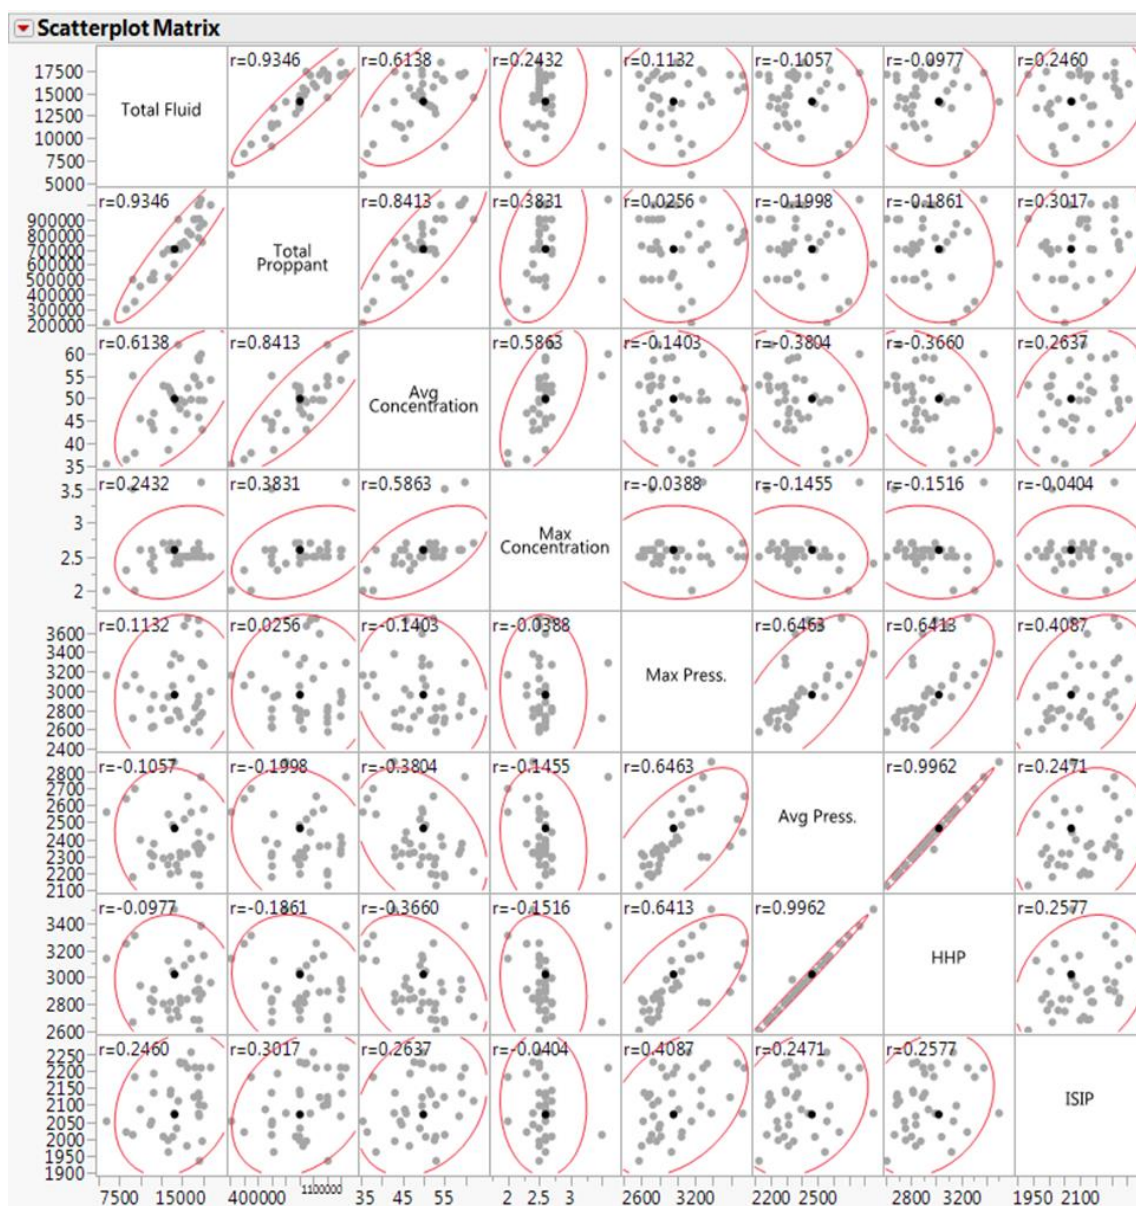 Scatterplot Matrix
r=0.9346 r=0.6138 r=0.2432 r=0.1132 r=-0.1057 r=-0.0977 r=0.2460
17500
15000
12500
10000
7500
5000
Total Fluid
r=0.9346 r=0.8413 r=0.3831 r=0.0256 r=-0.1998 r=-0.1861 r=0.3017
900000
800000
700000
600000
500000
400000
300000
200000
Total
Proppant
r=0.6138 r=0.8413 r=0.5863 r=-0.1403 r=-0.3804 r=-0.3660 r=0.2637
60
55
50
45
40
35
Avg
Concentration
r=0.2432 r=0.3831 r=0.5863 r=-0.0388 r=-0.1455 r=-0.1516 r=-0.0404
3.5
3
2.5
2
Max
Concentration
r=0.1132 r=0.0256 r=-0.1403 r=-0.0388 r=0.6463 r=0.6413 r=0.4087
3600
3400
3200
3000
2800
2600
2400
Max Press.
r=-0.1057 r=-0.1998 r=-0.3804 r=-0.1455 r=0.6463 r=0.9962 r=0.2471
2800
2700
2600
2500
2400
2300
2200
2100
Avg Press.
r=-0.0977 r=-0.1861 r=-0.3660 r=-0.1516 r=0.6413 r=0.9962 r=0.2577
3400
3200
3000
2800
2600
HHP
r=0.2460 r=0.3017 r=0.2637 r=-0.0404 r=0.4087 r=0.2471 r=0.2577
2250
2200
2150
2100
2050
2000
1950
1900
ISIP
7500 15000 400000 1100000 35 45 55 2 2.5 3 2600 3200 2200 2500 2800 3200 1950 2100